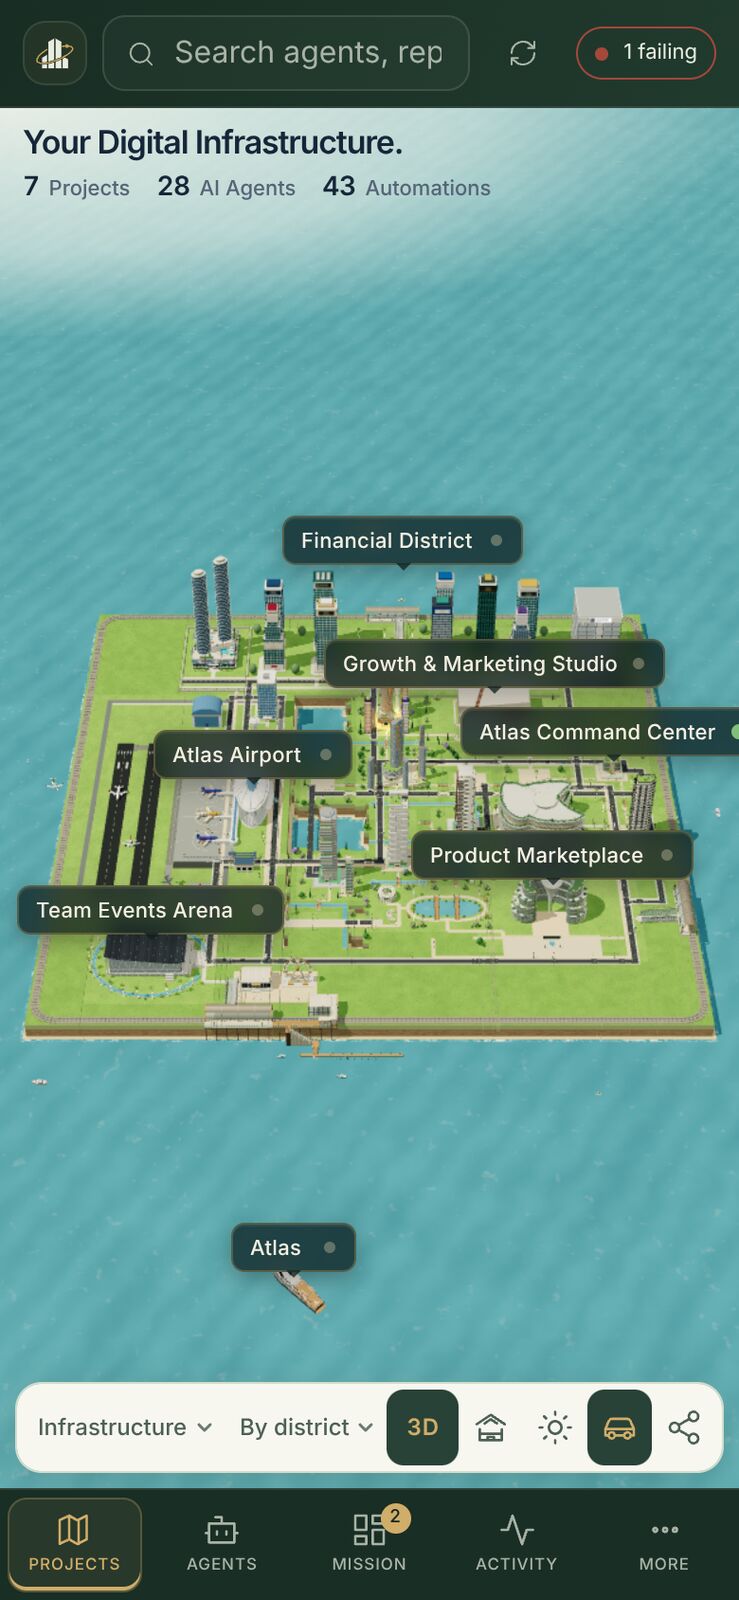 Search agents, rep
1 failing
Your Digital Infrastructure.
7 Projects 28 AI Agents 43 Automations
Financial District
Growth & Marketing Studio
Atlas Command Center
Atlas Airport
Product Marketplace
Team Events Arena
Atlas
Infrastructure By district 3D
2
PROJECTS AGENTS MISSION ACTIVITY MORE